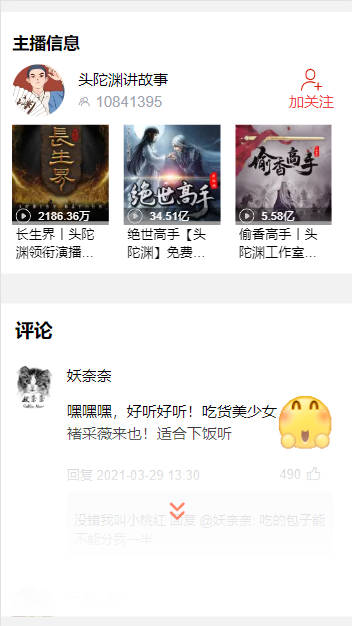 主播信息
头陀渊讲故事
10841395
加关注
長生界
绝世高手
偷香高手
2186.36万
34.51亿
5.58亿
长生界丨头陀
渊领衔演播...
绝世高手【头
陀渊】免费...
偷香高手丨头
陀渊工作室...
评论
妖奈奈
嘿嘿嘿，好听好听！吃货美少女
褚采薇来也！适合下饭听
回复 2021-03-29 13:30
490
没错我叫小桃红 回复 @妖奈奈: 吃的包子能
不能分我一半